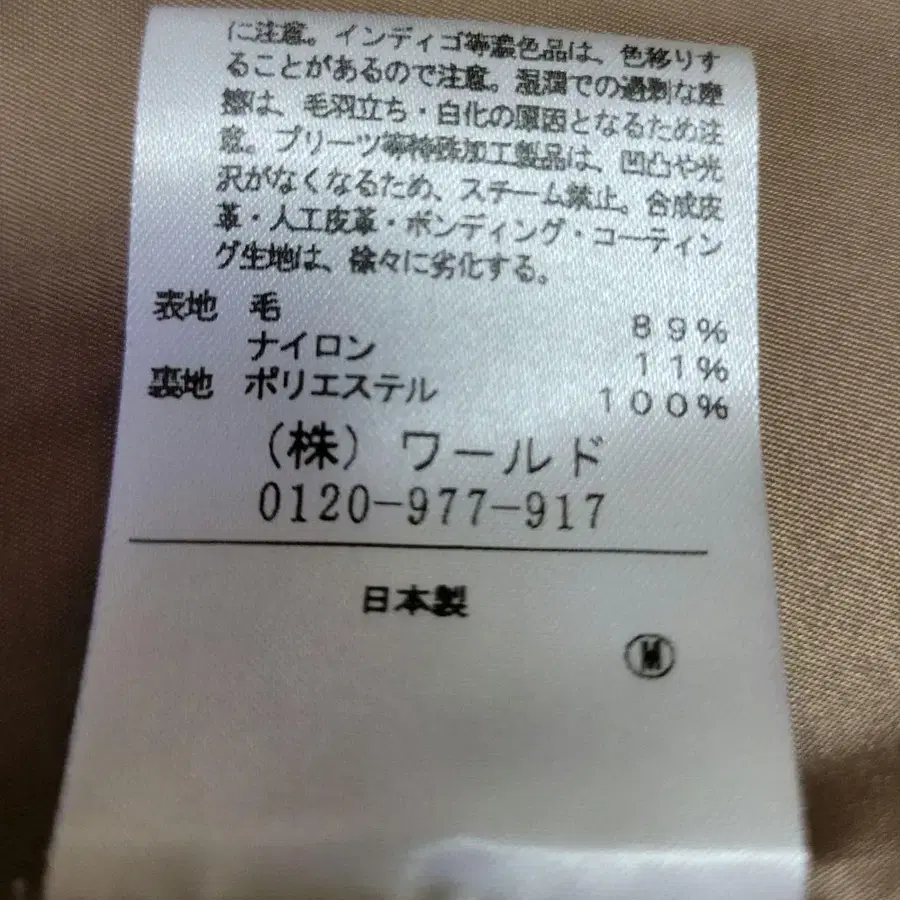 に注意。インディゴ等濃色品は、色移りす
ることがあるので注意。湿潤での過剰な摩
擦は、毛羽立ち・白化の原因となるため注
意。プリーツ等特殊加工製品は、凹凸や光
沢がなくなるため、スチーム禁止。合成皮
革・人工皮革・ボンディング・コーティン
グ生地は、徐々に劣化する。
表地 毛 89%
ナイロン 11%
裏地 ポリエステル 100%
(株) ワールド
0120-977-917
日本製
Ⓜ